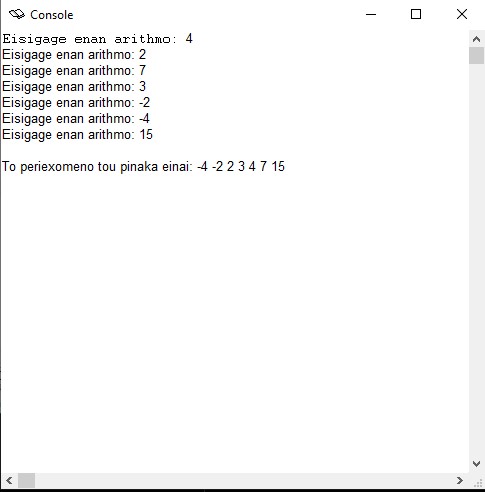 Console
Eisigage enan arithmo: 4
Eisigage enan arithmo: 2
Eisigage enan arithmo: 7
Eisigage enan arithmo: 3
Eisigage enan arithmo: -2
Eisigage enan arithmo: -4
Eisigage enan arithmo: 15
To periexomeno tou pinaka einai: -4 -2 2 3 4 7 15